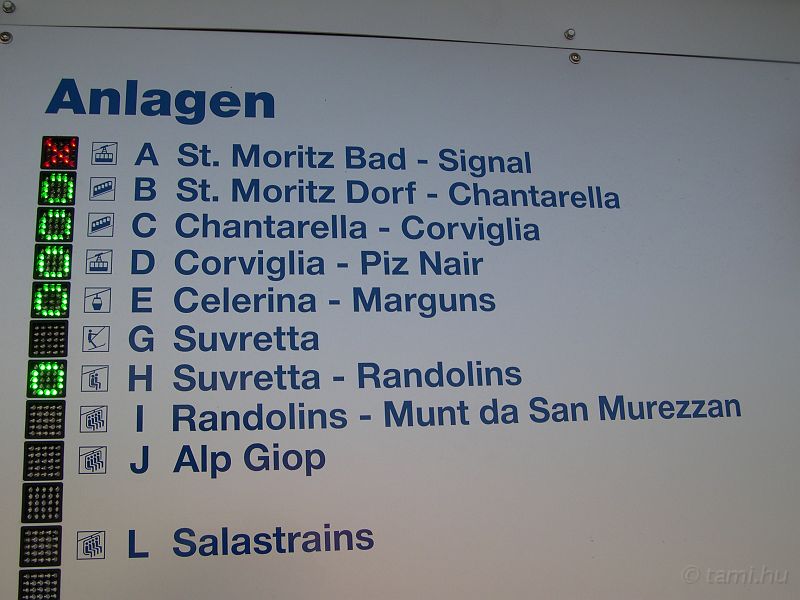 Anlagen
A St. Moritz Bad - Signal
B St. Moritz Dorf - Chantarella
C Chantarella - Corviglia
D Corviglia - Piz Nair
E Celerina - Marguns
G Suvretta
H Suvretta - Randolins
I Randolins - Munt da San Murezzan
J Alp Giop
L Salastrains
© tami.hu